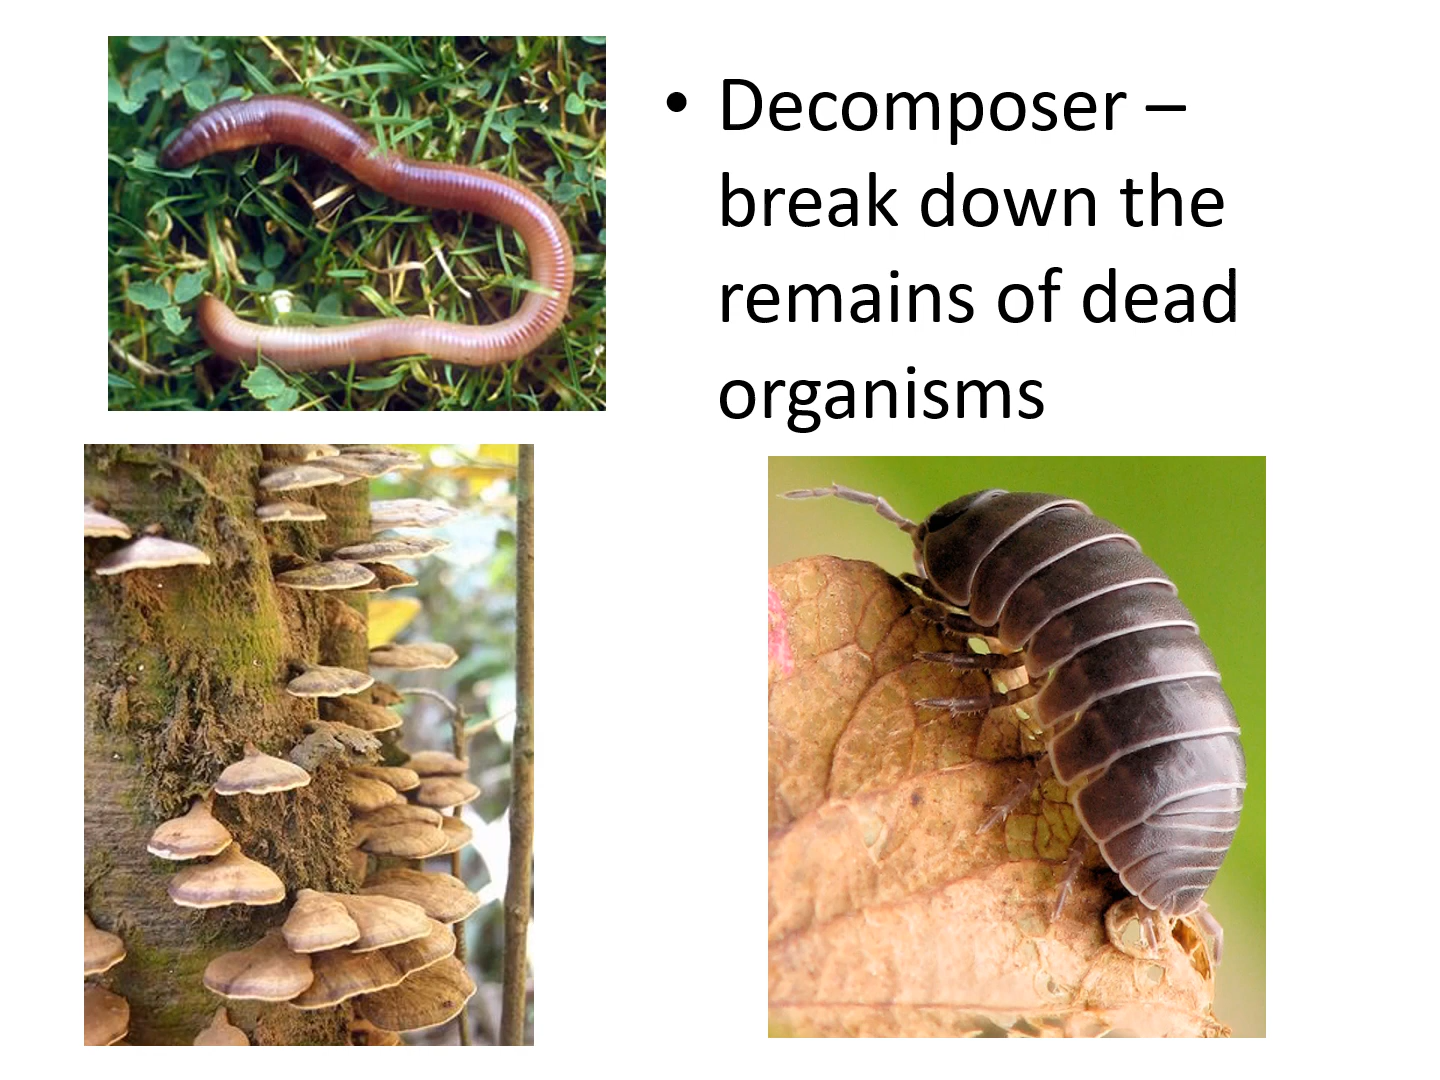 • Decomposer –
break down the
remains of dead
organisms